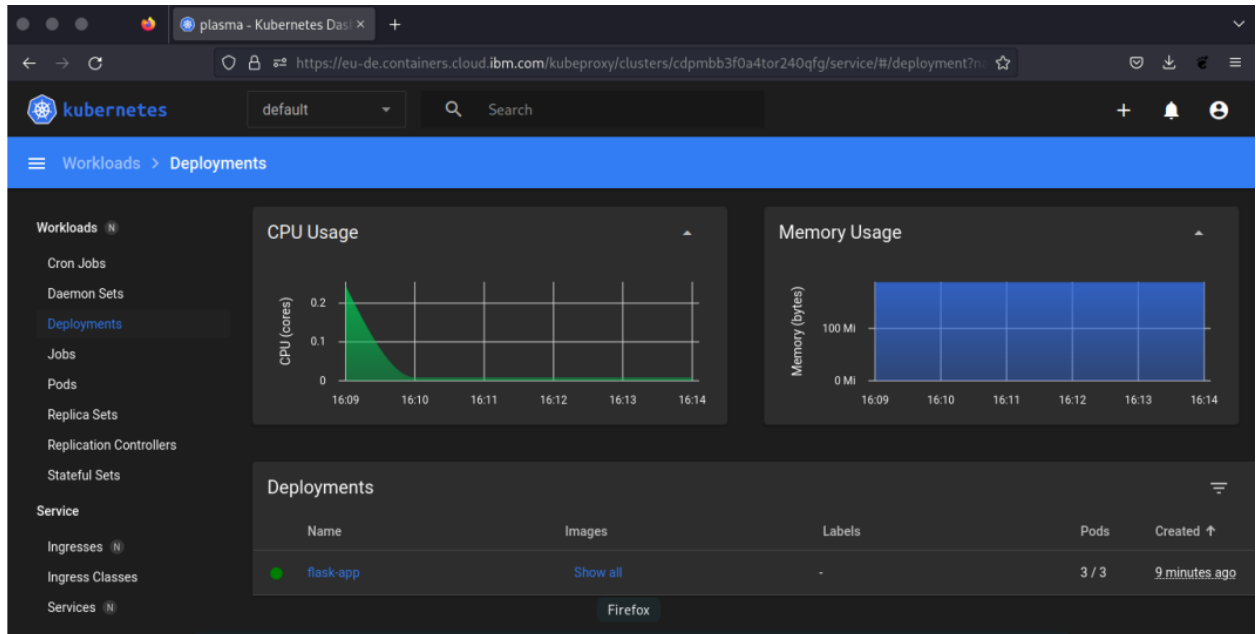 plasma - Kubernetes Das
https://eu-de.containers.cloud.ibm.com/kubeproxy/clusters/cdpmbb3f0a4tor240qfg/service/#/deployment?n
kubernetes
default
Search
Workloads > Deployments
Workloads N
Cron Jobs
Daemon Sets
Deployments
Jobs
Pods
Replica Sets
Replication Controllers
Stateful Sets
Service
Ingresses N
Ingress Classes
Services N
CPU Usage
CPU (cores)
0.2
0.1
0
16:09 16:10 16:11 16:12 16:13 16:14
Memory Usage
Memory (bytes)
100 Mi
0 Mi
16:09 16:10 16:11 16:12 16:13 16:14
Deployments
Name Images Labels Pods Created
flask-app Show all - 3 / 3 9 minutes ago
Firefox